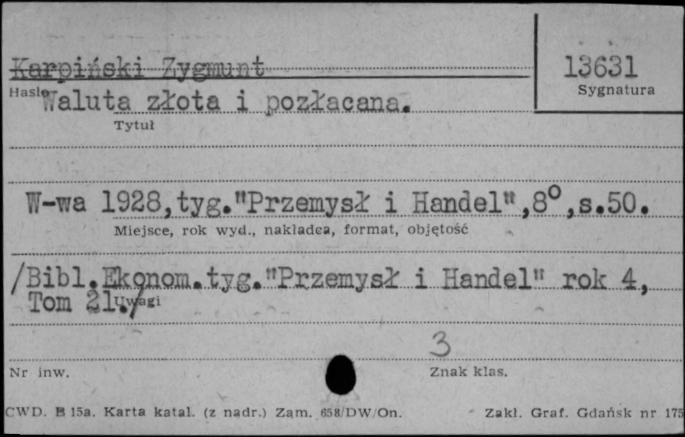 Karpiński Zygmunt
13631
Hasło
Sygnatura
Waluta złota i pozłacana.
Tytuł
W-wa 1928,tyg."Przemysł i Handel",8°,s.50.
Miejsce, rok wyd., nakładca, format, objętość
/Bibl.Ekonom.tyg."Przemysł i Handel" rok 4,
Tom 21./
Uwagi
3
Nr inw.
Znak klas.
CWD. B 15a. Karta katal. (z nadr.) Zam. 658/DW/On.
Zakł. Graf. Gdańsk nr 175